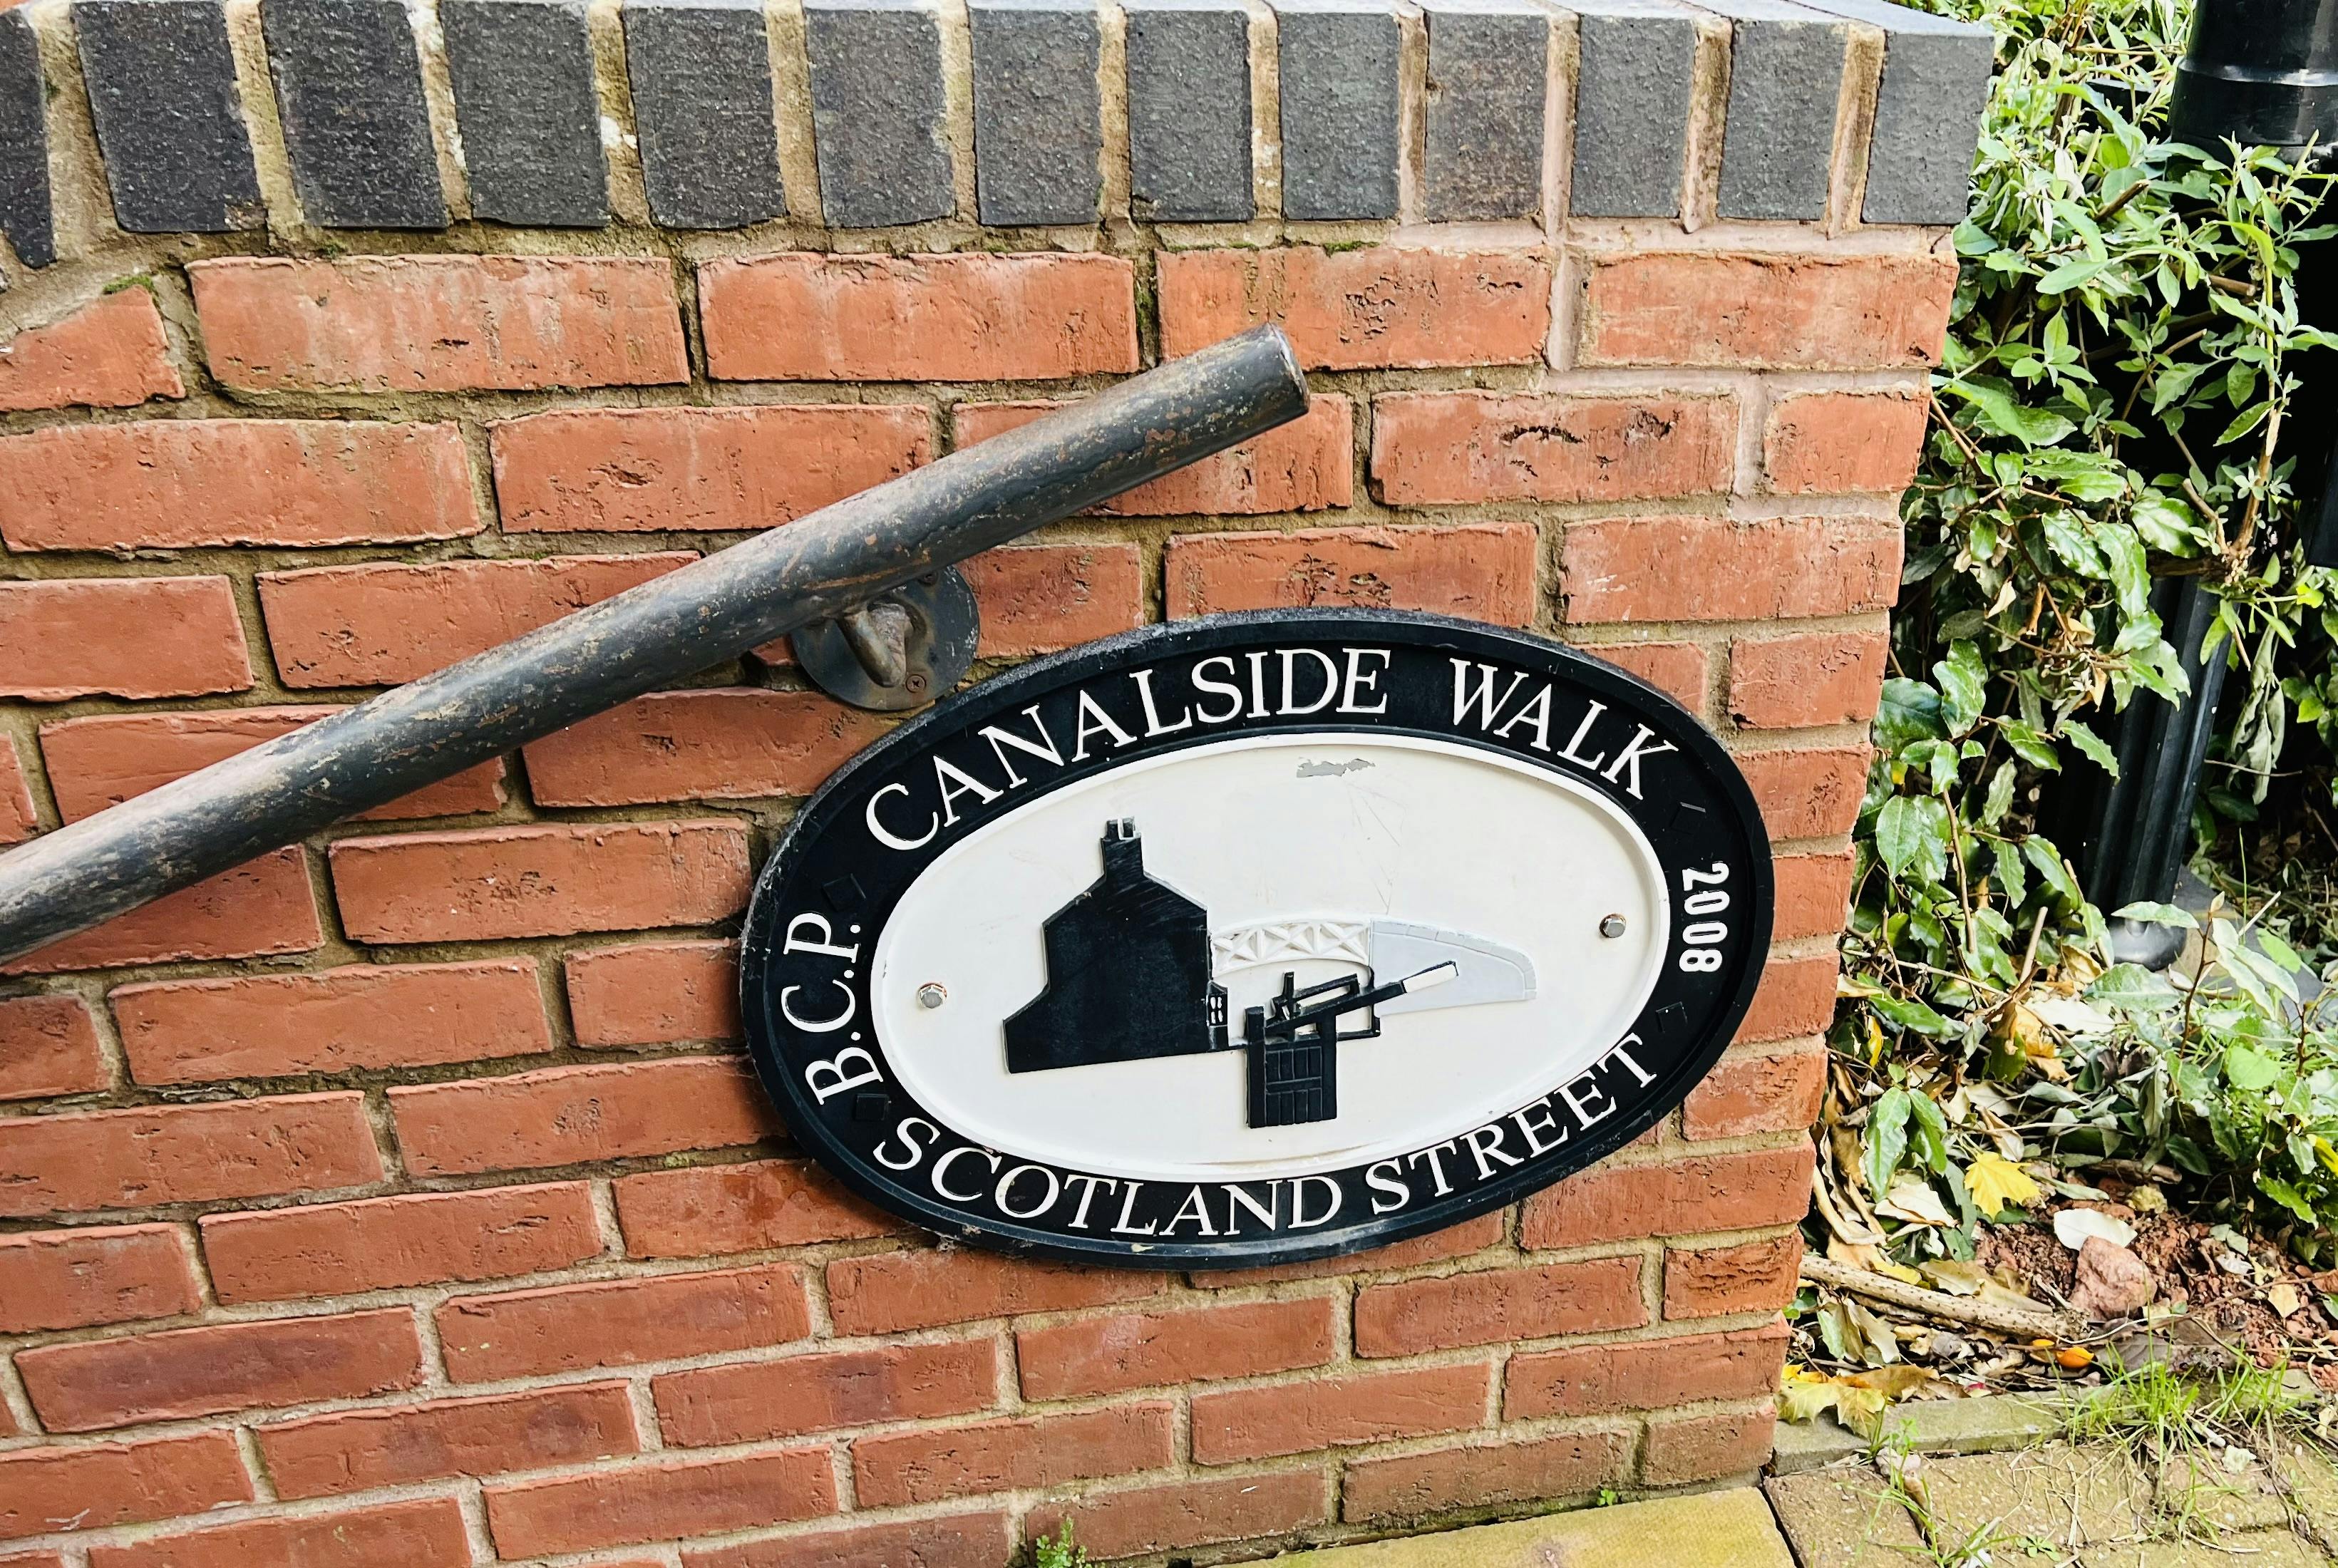 CANALSIDE WALK
2008
B.C.P.
SCOTLAND STREET